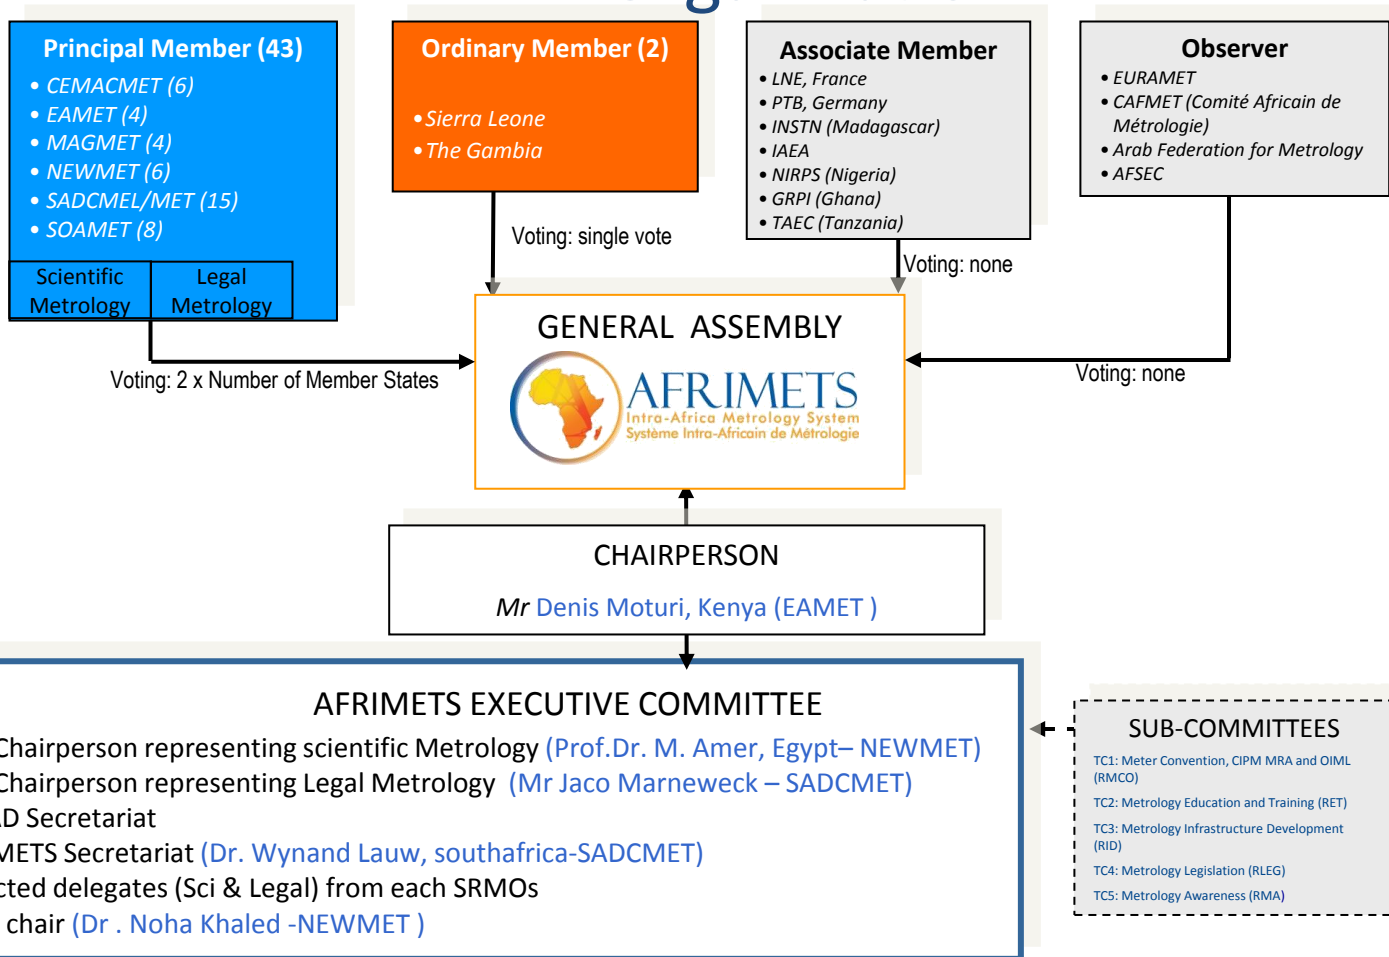 Principal Member (43)
• CEMACMET (6)
• EAMET (4)
• MAGMET (4)
• NEWMET (6)
• SADCMEL/MET (15)
• SOAMET (8)
Scientific
Metrology
Legal
Metrology
Ordinary Member (2)
• Sierra Leone
• The Gambia
Associate Member
• LNE, France
• PTB, Germany
• INSTN (Madagascar)
• IAEA
• NIRPS (Nigeria)
• GRPI (Ghana)
• TAEC (Tanzania)
Observer
• EURAMET
• CAFMET (Comité Africain de
Métrologie)
• Arab Federation for Metrology
• AFSEC
Voting: single vote
Voting: none
Voting: 2 x Number of Member States
Voting: none
GENERAL ASSEMBLY
AFRIMETS
Intra-Africa Metrology System
Système Intra-Africain de Métrologie
CHAIRPERSON
Mr Denis Moturi, Kenya (EAMET )
AFRIMETS EXECUTIVE COMMITTEE
Chairperson representing scientific Metrology (Prof.Dr. M. Amer, Egypt– NEWMET)
Chairperson representing Legal Metrology (Mr Jaco Marneweck – SADCMET)
AD Secretariat
METS Secretariat (Dr. Wynand Lauw, southafrica-SADCMET)
cted delegates (Sci & Legal) from each SRMOs
chair (Dr . Noha Khaled -NEWMET )
SUB-COMMITTEES
TC1: Meter Convention, CIPM MRA and OIML
(RMCO)
TC2: Metrology Education and Training (RET)
TC3: Metrology Infrastructure Development
(RID)
TC4: Metrology Legislation (RLEG)
TC5: Metrology Awareness (RMA)